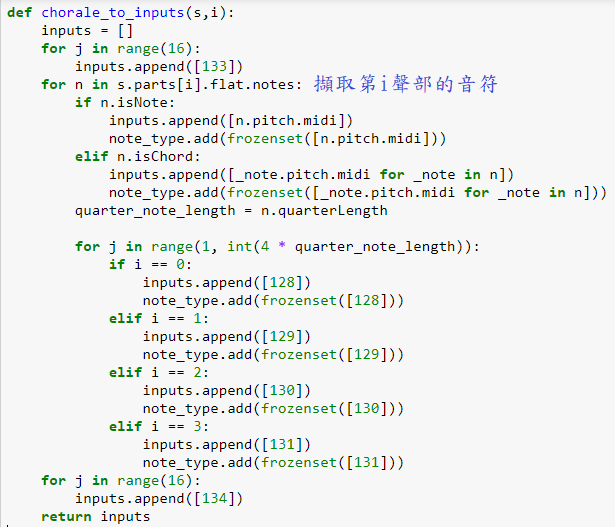 def chorale_to_inputs(s,i):
    inputs = []
    for j in range(16):
        inputs.append([133])
    for n in s.parts[i].flat.notes: 擷取第i聲部的音符
        if n.isNote:
            inputs.append([n.pitch.midi])
            note_type.add(frozenset([n.pitch.midi]))
        elif n.isChord:
            inputs.append([_note.pitch.midi for _note in n])
            note_type.add(frozenset([_note.pitch.midi for _note in n]))
        quarter_note_length = n.quarterLength

        for j in range(1, int(4 * quarter_note_length)):
            if i == 0:
                inputs.append([128])
                note_type.add(frozenset([128]))
            elif i == 1:
                inputs.append([129])
                note_type.add(frozenset([129]))
            elif i == 2:
                inputs.append([130])
                note_type.add(frozenset([130]))
            elif i == 3:
                inputs.append([131])
                note_type.add(frozenset([131]))
    for j in range(16):
        inputs.append([134])
    return inputs